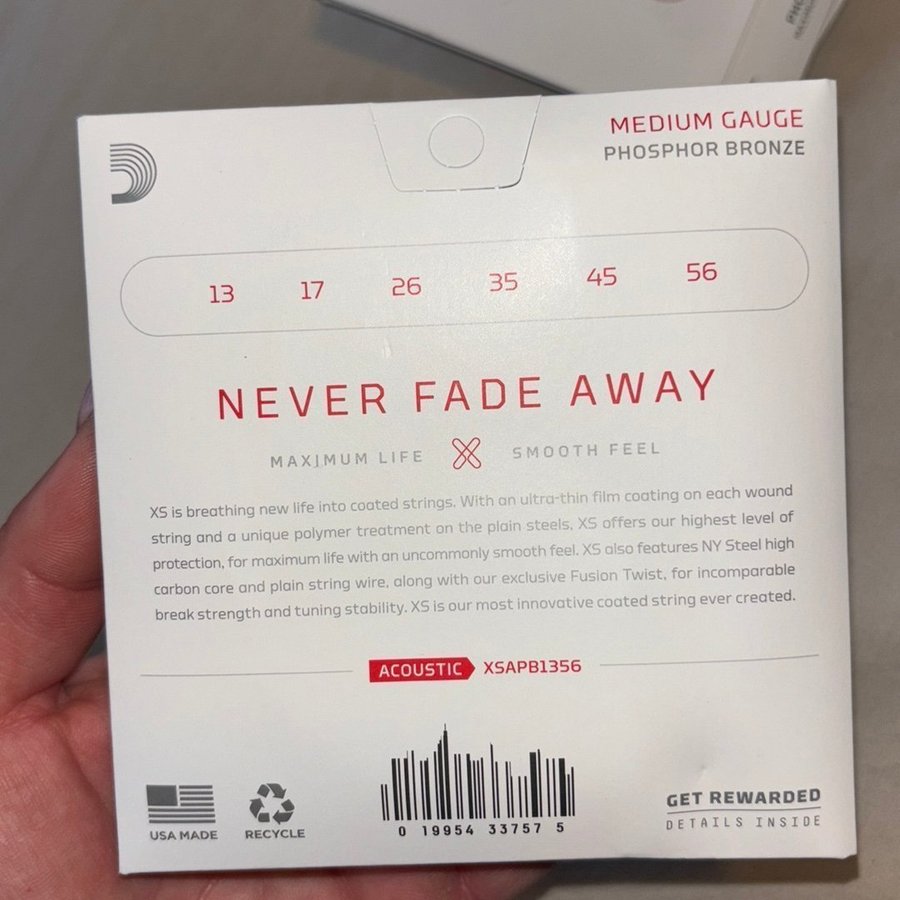 MEDIUM GAUGE
PHOSPHOR BRONZE
13 17 26 35 45 56
NEVER FADE AWAY
MAXIMUM LIFE SMOOTH FEEL
XS is breathing new life into coated strings. With an ultra-thin film coating on each wound
string and a unique polymer treatment on the plain steels, XS offers our highest level of
protection, for maximum life with an uncommonly smooth feel. XS also features NY Steel high
carbon core and plain string wire, along with our exclusive Fusion Twist, for incomparable
break strength and tuning stability. XS is our most innovative coated string ever created.
ACOUSTIC XSAPB1356
USA MADE
RECYCLE
0 19954 33757 5
GET REWARDED
DETAILS INSIDE